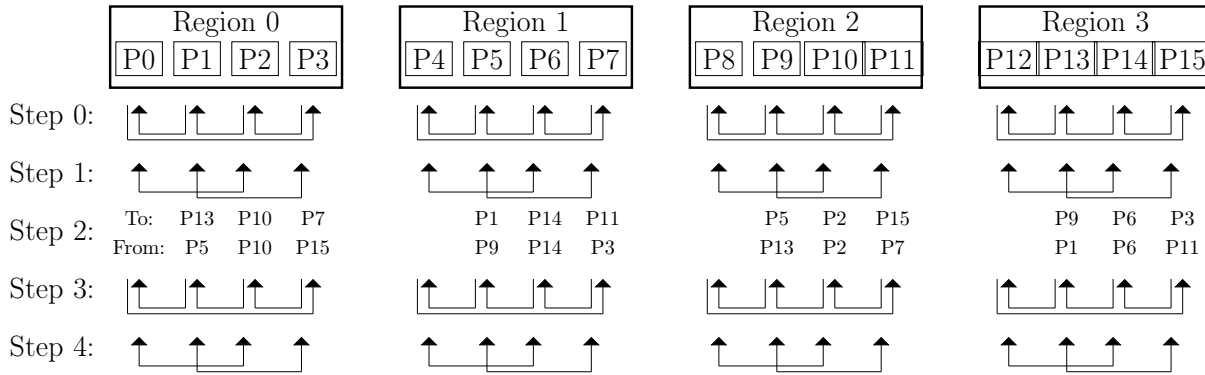 Region 0 Region 1 Region 2 Region 3
P0 P1 P2 P3 P4 P5 P6 P7 P8 P9 P10 P11 P12 P13 P14 P15
Step 0:
Step 1:
Step 2:
To: P13 P10 P7 P1 P14 P11 P5 P2 P15 P9 P6 P3
From: P5 P10 P15 P9 P14 P3 P13 P2 P7 P1 P6 P11
Step 3:
Step 4: